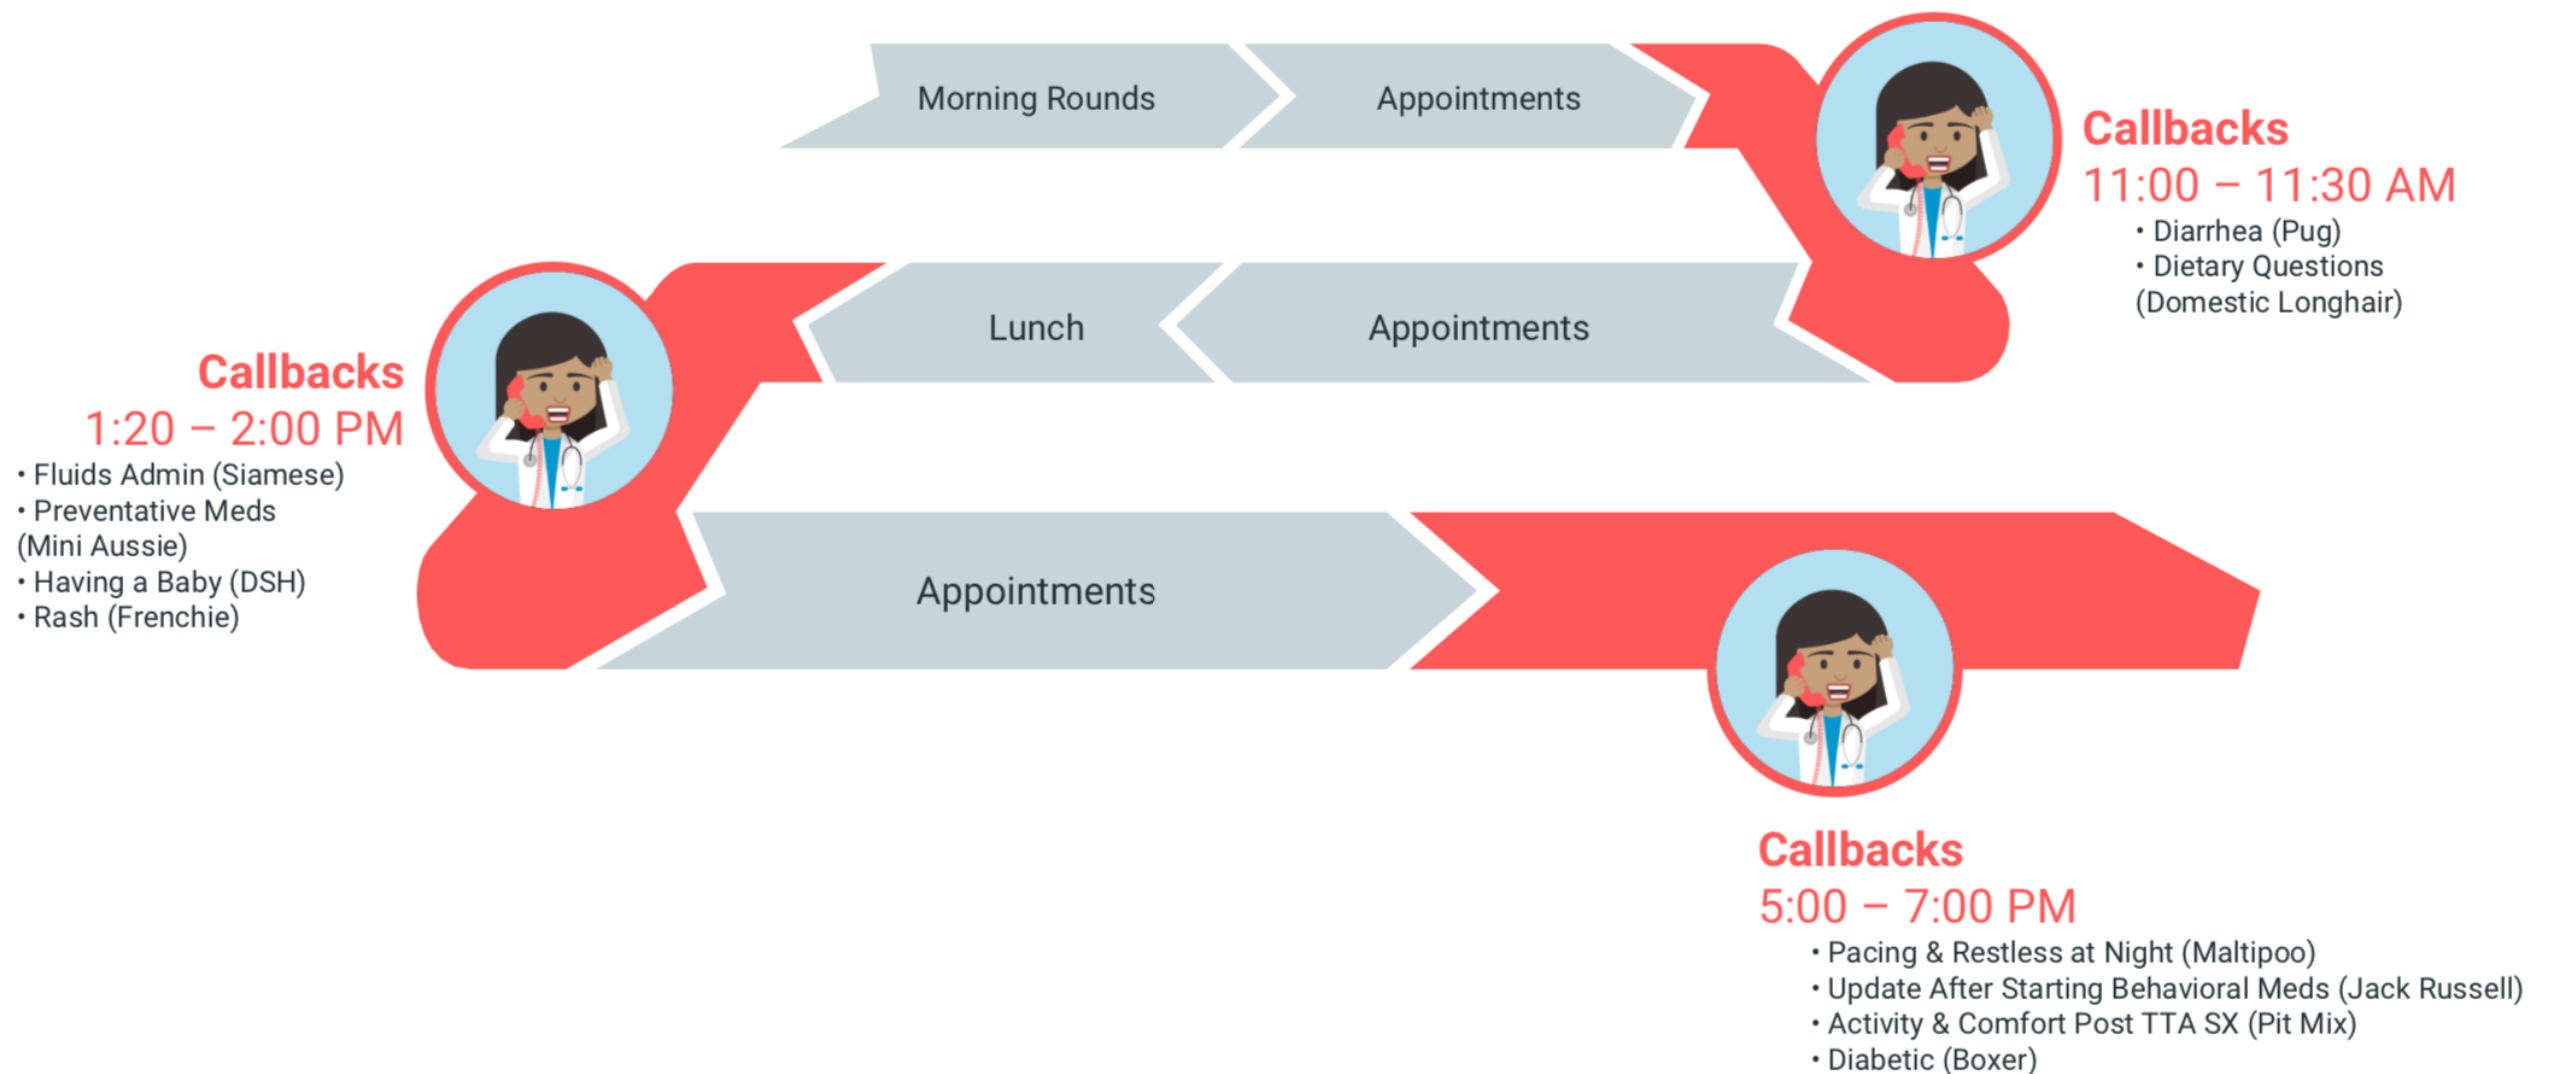 Morning Rounds
Appointments
Callbacks
11:00 – 11:30 AM
• Diarrhea (Pug)
• Dietary Questions
(Domestic Longhair)
Appointments
Lunch
Callbacks
1:20 – 2:00 PM
• Fluids Admin (Siamese)
• Preventative Meds
(Mini Aussie)
• Having a Baby (DSH)
• Rash (Frenchie)
Appointments
Callbacks
5:00 – 7:00 PM
• Pacing & Restless at Night (Maltipoo)
• Update After Starting Behavioral Meds (Jack Russell)
• Activity & Comfort Post TTA SX (Pit Mix)
• Diabetic (Boxer)